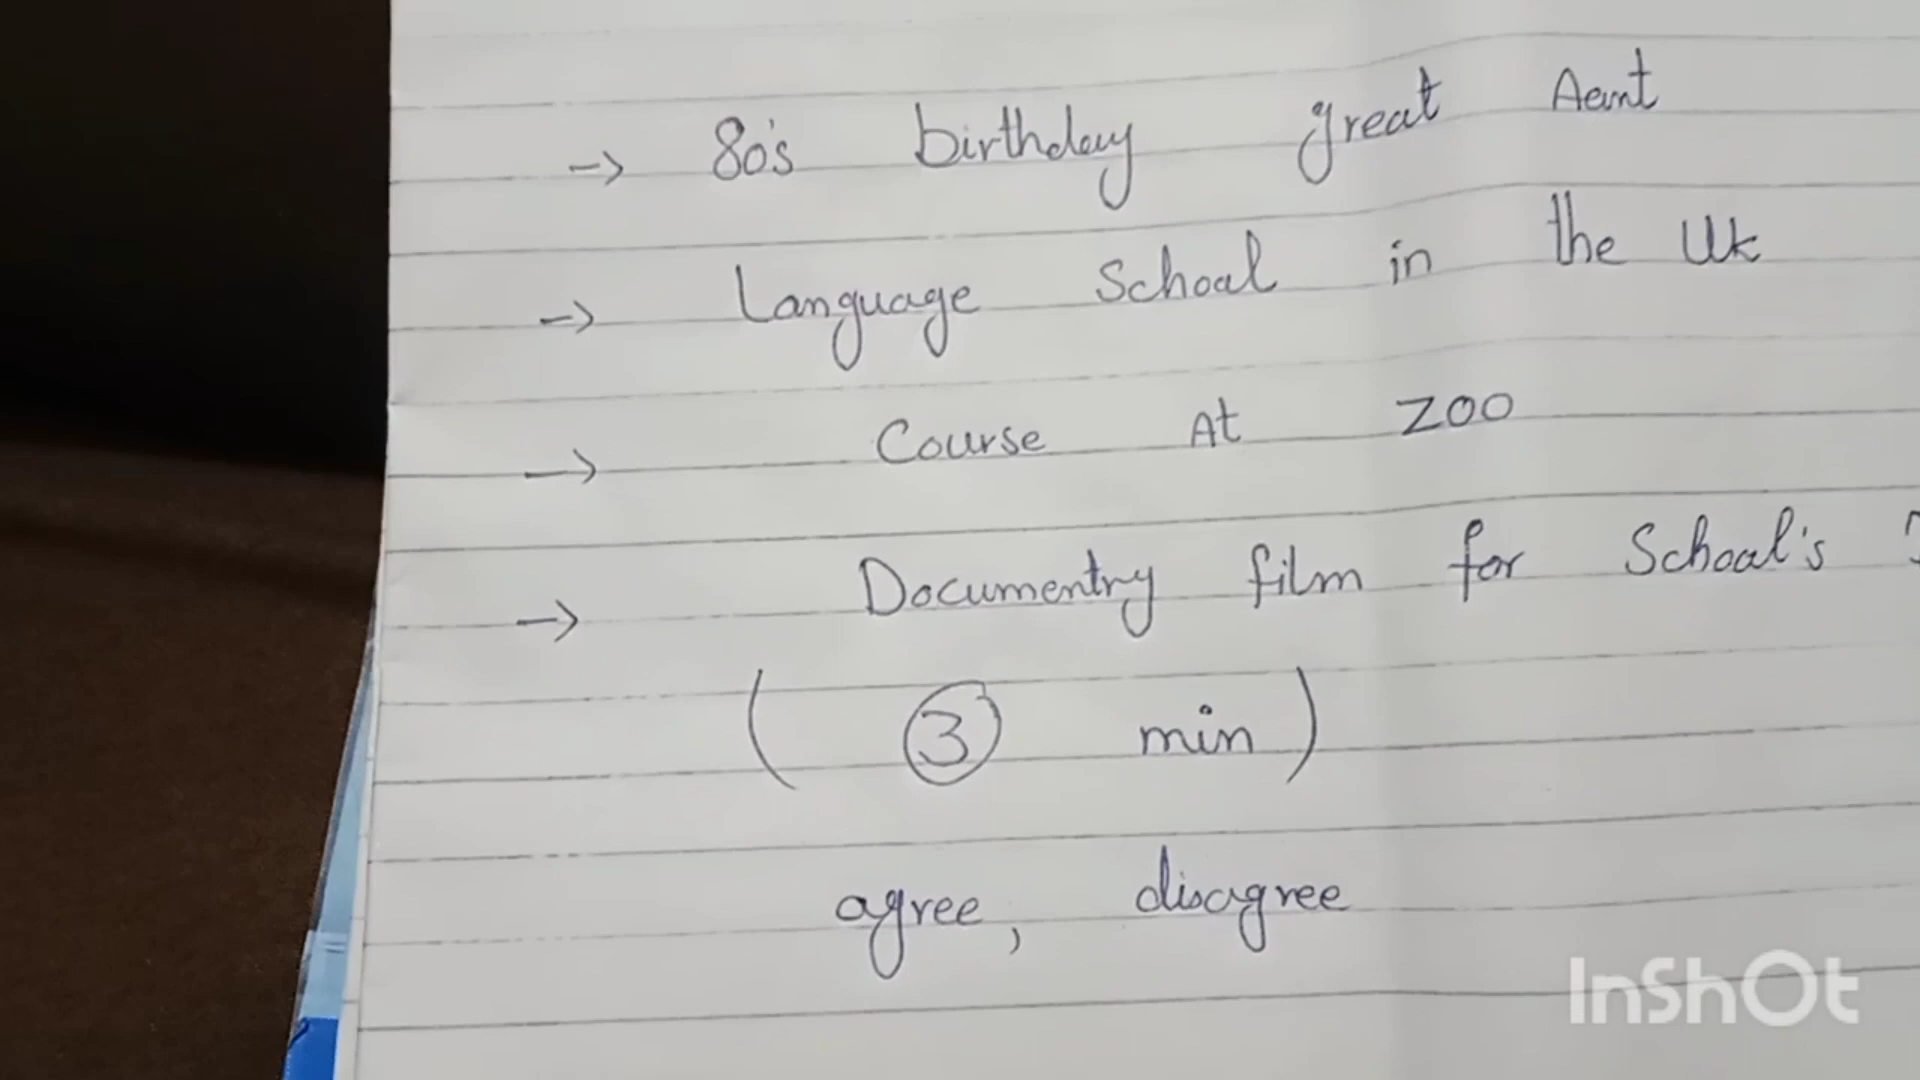 → 80's birthday great Aunt
→ Language School in the Uk
→ Course At zoo
→ Documentry film for School's
( 3 min )
agree, disagree
InShOt